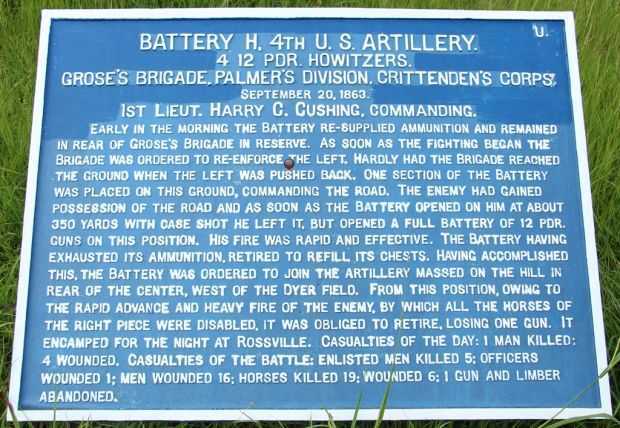 U.
BATTERY H, 4TH U. S. ARTILLERY.
4 12 PDR. HOWITZERS.
GROSE'S BRIGADE, PALMER'S DIVISION, CRITTENDEN'S CORPS.
SEPTEMBER 20, 1863.
1ST LIEUT. HARRY C. CUSHING, COMMANDING.
EARLY IN THE MORNING THE BATTERY RE-SUPPLIED AMMUNITION AND REMAINED
IN REAR OF GROSE'S BRIGADE IN RESERVE. AS SOON AS THE FIGHTING BEGAN THE
BRIGADE WAS ORDERED TO RE-ENFORCE THE LEFT. HARDLY HAD THE BRIGADE REACHED
THE GROUND WHEN THE LEFT WAS PUSHED BACK. ONE SECTION OF THE BATTERY
WAS PLACED ON THIS GROUND, COMMANDING THE ROAD. THE ENEMY HAD GAINED
POSSESSION OF THE ROAD AND AS SOON AS THE BATTERY OPENED ON HIM AT ABOUT
350 YARDS WITH CASE SHOT HE LEFT IT, BUT OPENED A FULL BATTERY OF 12 PDR.
GUNS ON THIS POSITION. HIS FIRE WAS RAPID AND EFFECTIVE. THE BATTERY HAVING
EXHAUSTED ITS AMMUNITION, RETIRED TO REFILL ITS CHESTS. HAVING ACCOMPLISHED
THIS, THE BATTERY WAS ORDERED TO JOIN THE ARTILLERY MASSED ON THE HILL IN
REAR OF THE CENTER, WEST OF THE DYER FIELD. FROM THIS POSITION, OWING TO
THE RAPID ADVANCE AND HEAVY FIRE OF THE ENEMY, BY WHICH ALL THE HORSES OF
THE RIGHT PIECE WERE DISABLED, IT WAS OBLIGED TO RETIRE, LOSING ONE GUN. IT
ENCAMPED FOR THE NIGHT AT ROSSVILLE. CASUALTIES OF THE DAY: 1 MAN KILLED:
4 WOUNDED. CASUALTIES OF THE BATTLE: ENLISTED MEN KILLED 5; OFFICERS
WOUNDED 1; MEN WOUNDED 16; HORSES KILLED 19; WOUNDED 6; 1 GUN AND LIMBER
ABANDONED.